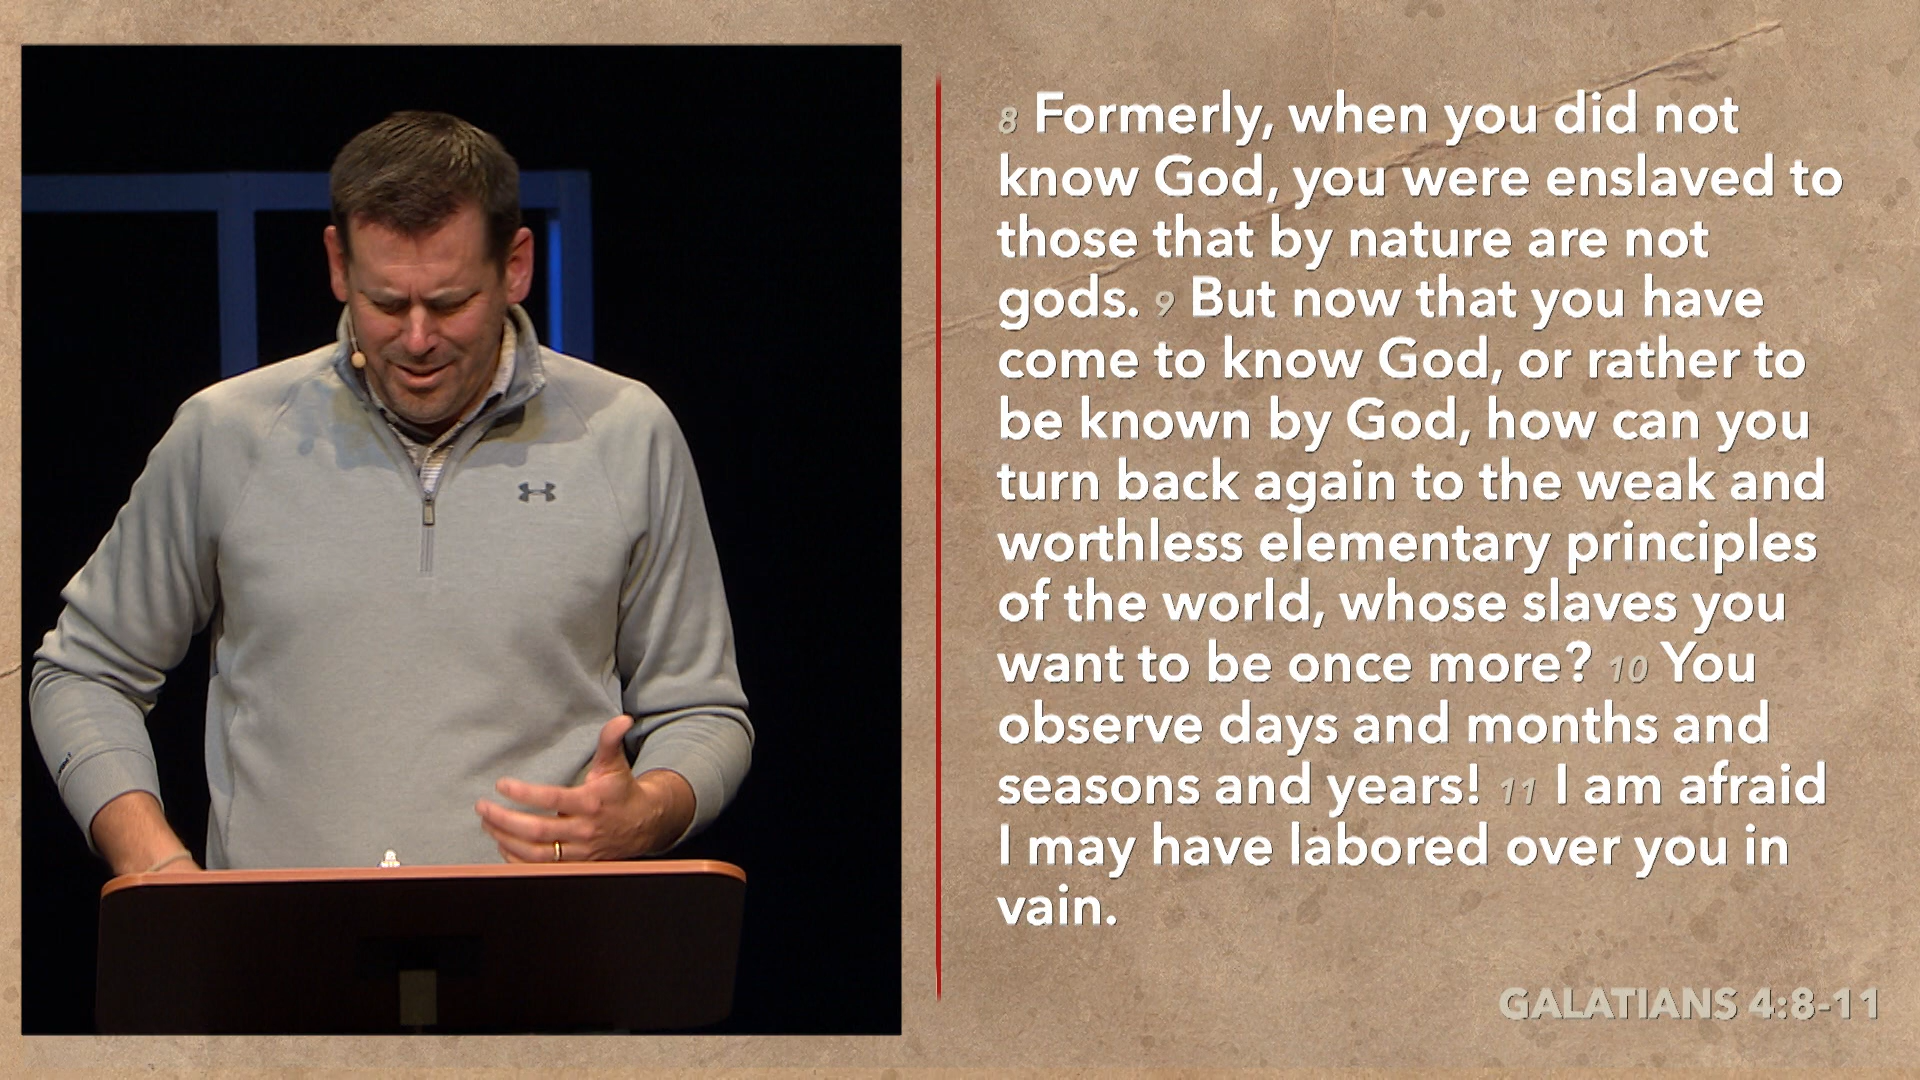 8 Formerly, when you did not
know God, you were enslaved to
those that by nature are not
gods. 9 But now that you have
come to know God, or rather to
be known by God, how can you
turn back again to the weak and
worthless elementary principles
of the world, whose slaves you
want to be once more? 10 You
observe days and months and
seasons and years! 11 I am afraid
I may have labored over you in
vain.
GALATIANS 4:8-11